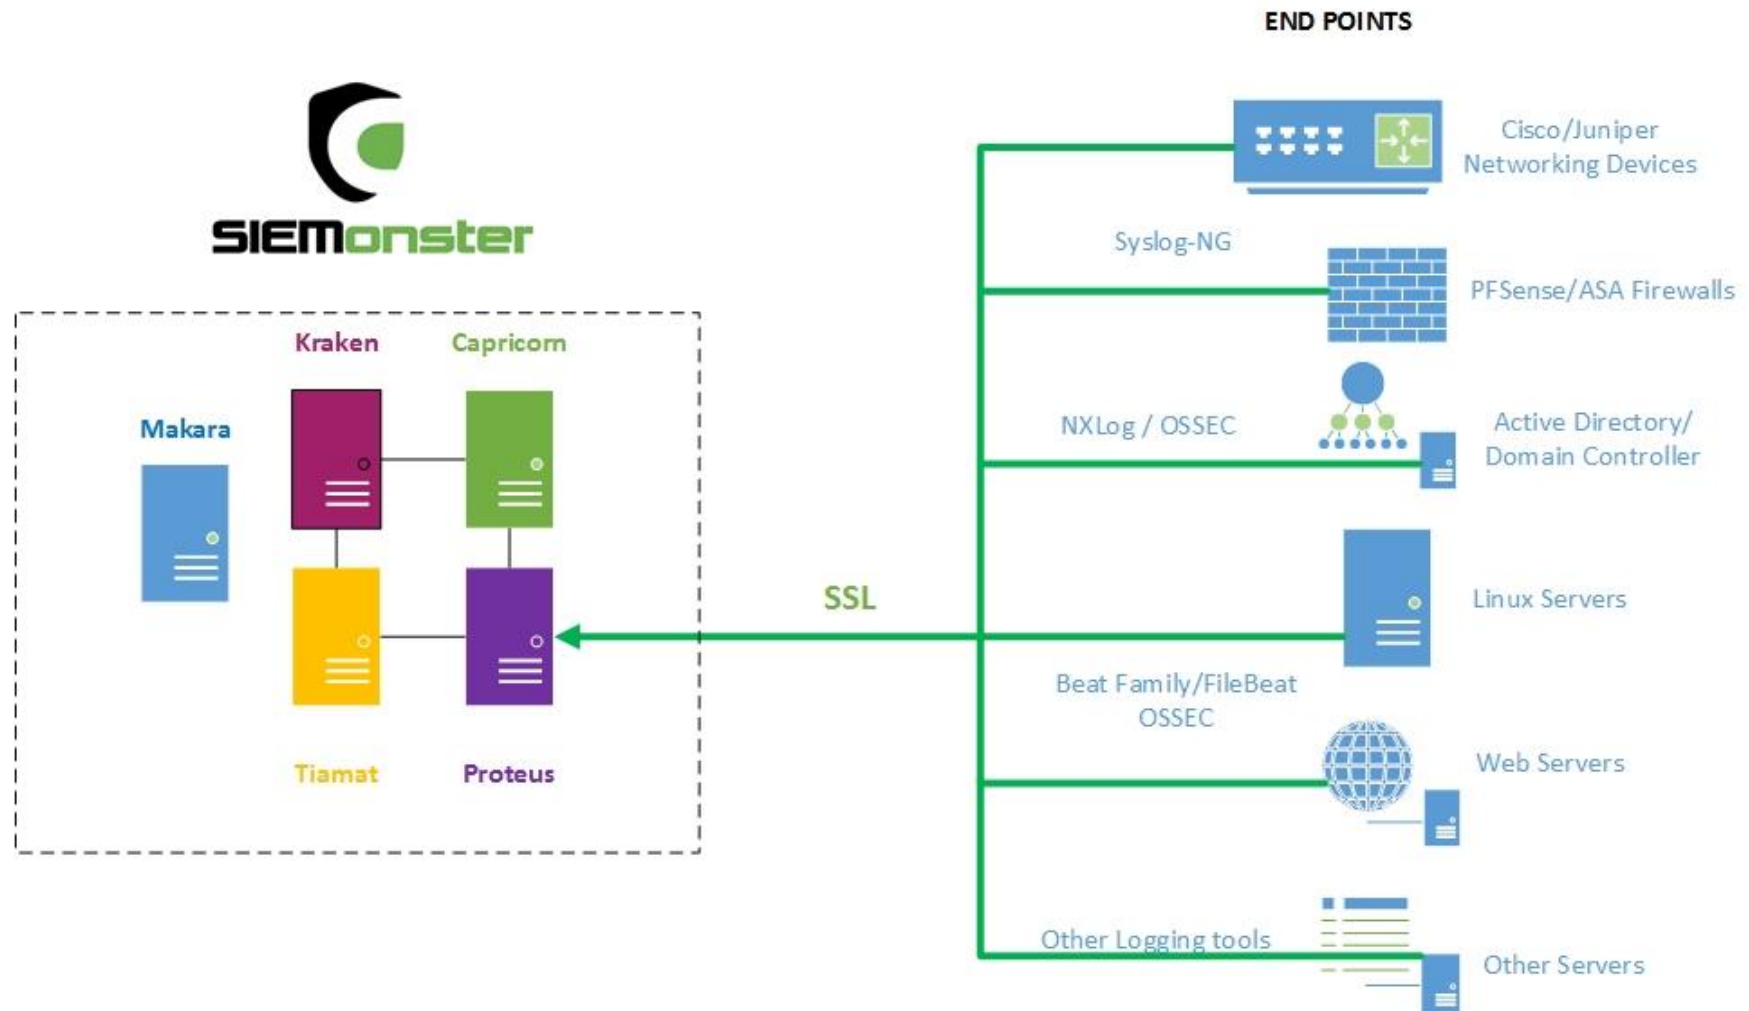 END POINTS
SIEMonster
Cisco/Juniper
Networking Devices
Syslog-NG
PFSense/ASA Firewalls
Kraken
Capricorn
Makara
NXLog / OSSEC
Active Directory/
Domain Controller
SSL
Linux Servers
Beat Family/FileBeat
OSSEC
Tiamat
Proteus
Web Servers
Other Logging tools
Other Servers